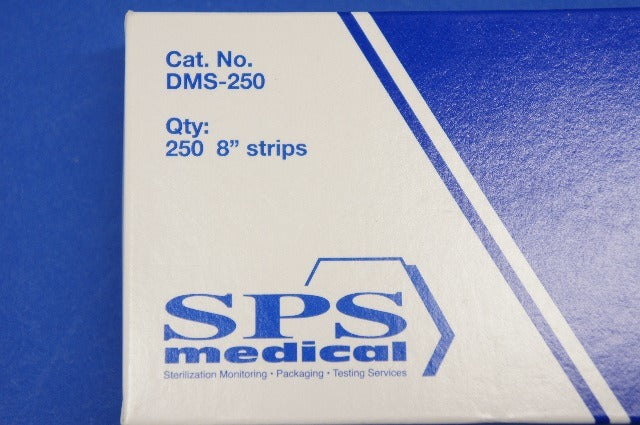 Cat. No.
DMS-250
Qty:
250 8” strips
SPS
medical
Sterilization Monitoring • Packaging • Testing Services